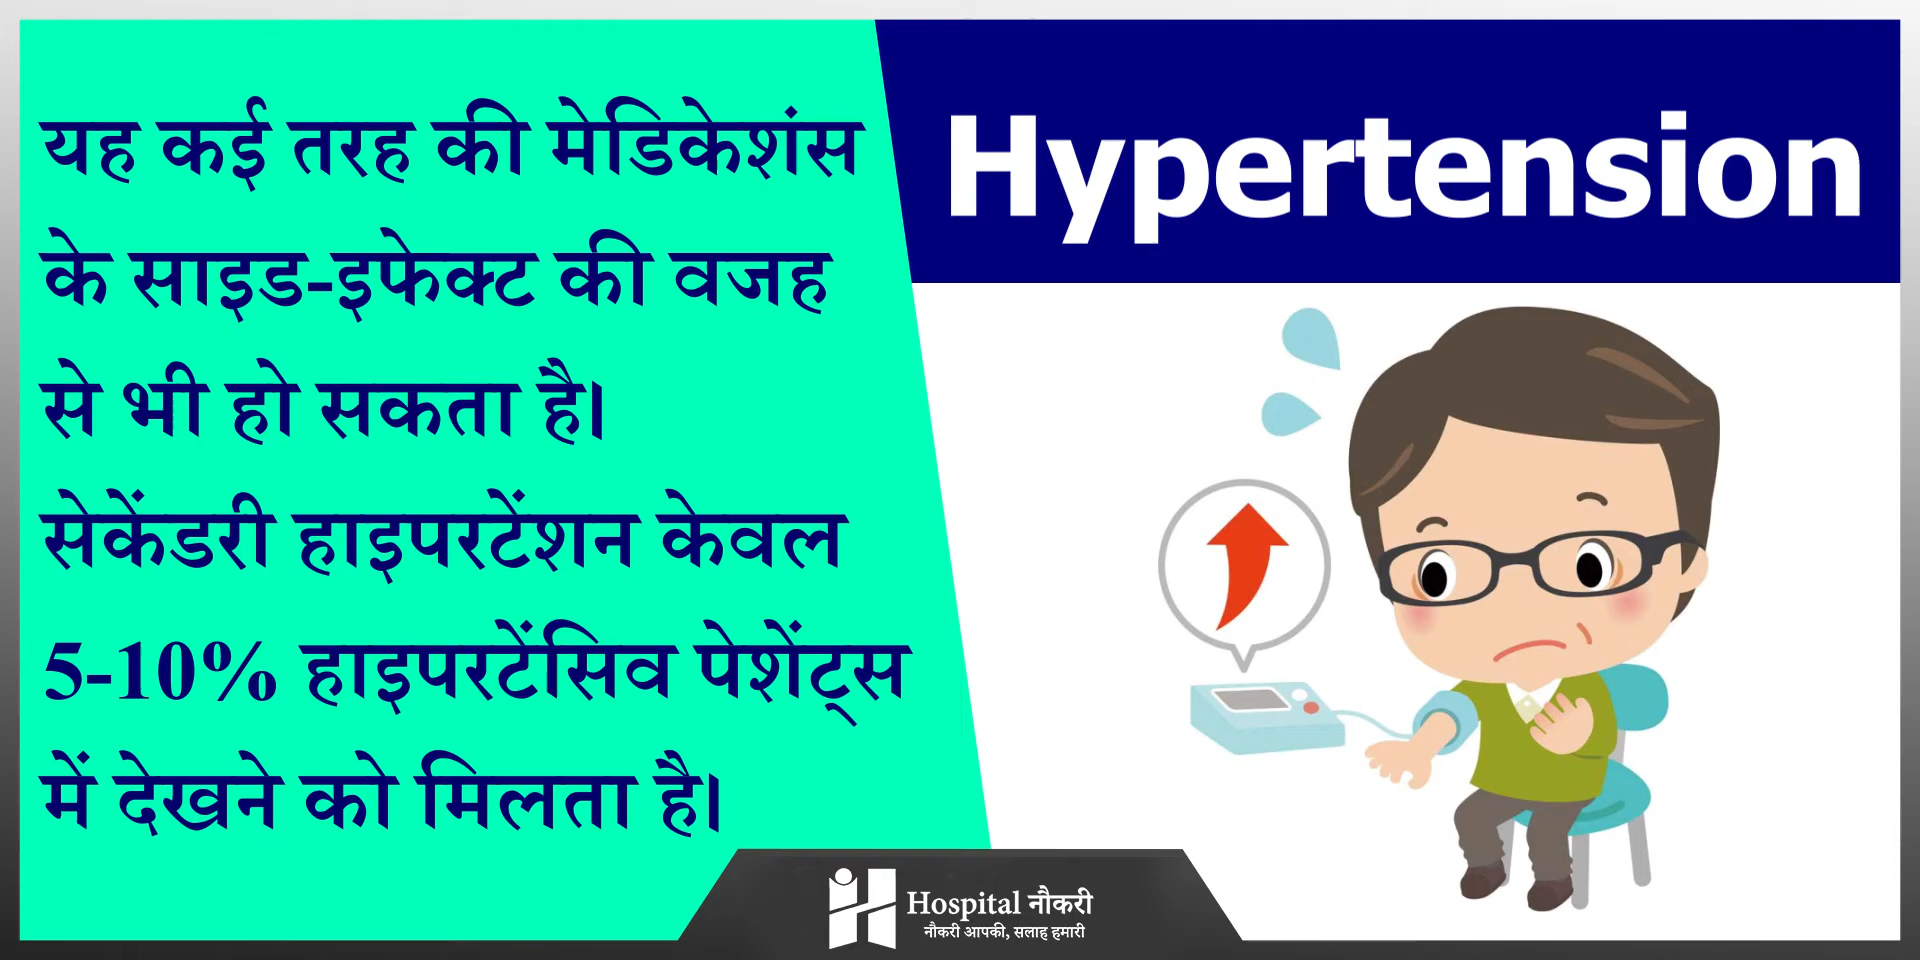 यह कई तरह की मेडिकेशंस
के साइड-इफेक्ट की वजह
से भी हो सकता है।
सेकेंडरी हाइपरटेंशन केवल
5-10% हाइपरटेंसिव पेशेंट्स
में देखने को मिलता है।
Hypertension
Hospital नौकरी
नौकरी आपकी, सलाह हमारी